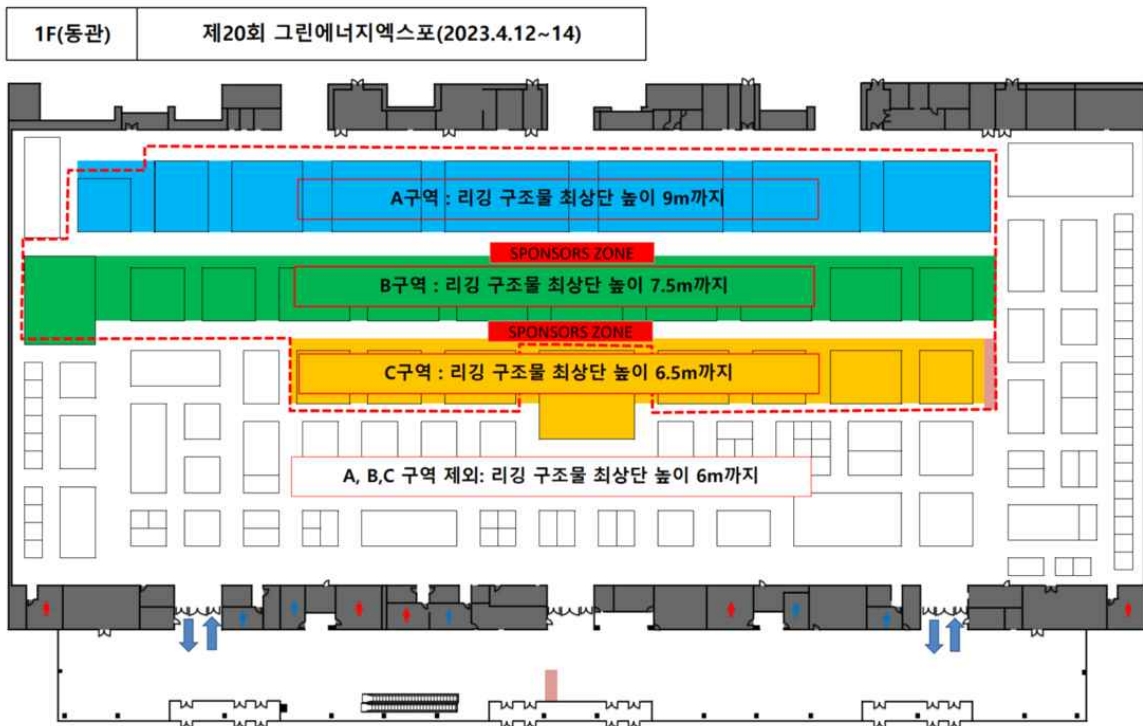 1F(동관)
제20회 그린에너지엑스포(2023.4.12~14)
A구역 : 리깅 구조물 최상단 높이 9m까지
SPONSORS ZONE
B구역 : 리깅 구조물 최상단 높이 7.5m까지
SPONSORS ZONE
C구역 : 리깅 구조물 최상단 높이 6.5m까지
A, B,C 구역 제외: 리깅 구조물 최상단 높이 6m까지